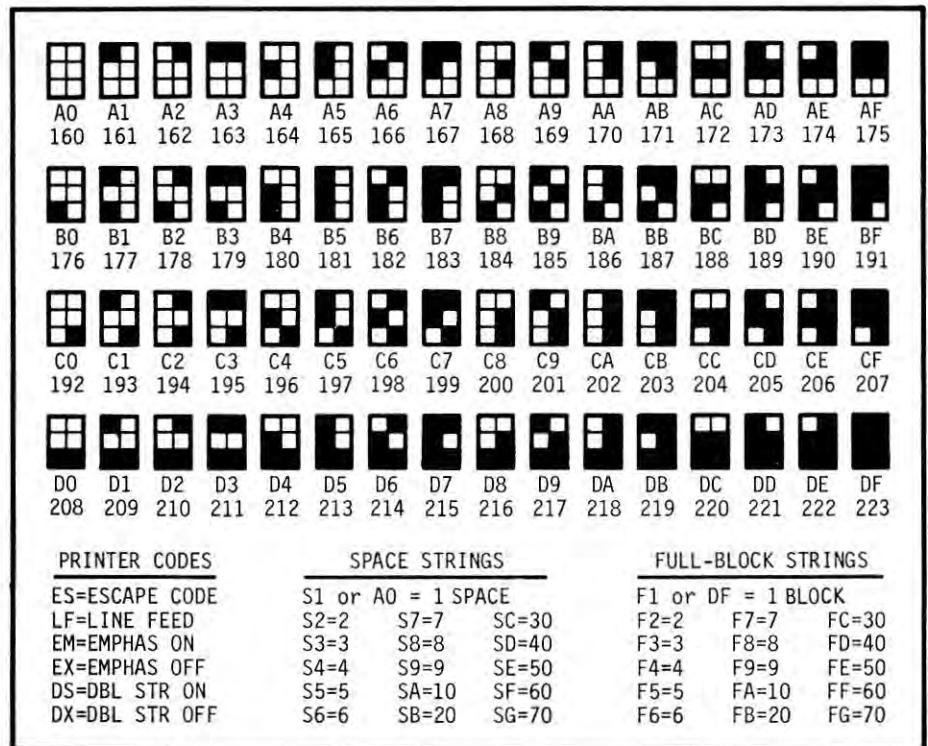 A0 A1 A2 A3 A4 A5 A6 A7 A8 A9 AA AB AC AD AE AF
160 161 162 163 164 165 166 167 168 169 170 171 172 173 174 175
B0 B1 B2 B3 B4 B5 B6 B7 B8 B9 BA BB BC BD BE BF
176 177 178 179 180 181 182 183 184 185 186 187 188 189 190 191
C0 C1 C2 C3 C4 C5 C6 C7 C8 C9 CA CB CC CD CE CF
192 193 194 195 196 197 198 199 200 201 202 203 204 205 206 207
D0 D1 D2 D3 D4 D5 D6 D7 D8 D9 DA DB DC DD DE DF
208 209 210 211 212 213 214 215 216 217 218 219 220 221 222 223
PRINTER CODES SPACE STRINGS FULL-BLOCK STRINGS
ES=ESCAPE CODE S1 or A0 = 1 SPACE F1 or DF = 1 BLOCK
LF=LINE FEED S2=2 S7=7 SC=30 F2=2 F7=7 FC=30
EM=EMPHAS ON S3=3 S8=8 SD=40 F3=3 F8=8 FD=40
EX=EMPHAS OFF S4=4 S9=9 SE=50 F4=4 F9=9 FE=50
DS=DBL STR ON S5=5 SA=10 SF=60 F5=5 FA=10 FF=60
DX=DBL STR OFF S6=6 SB=20 SG=70 F6=6 FB=20 FG=70